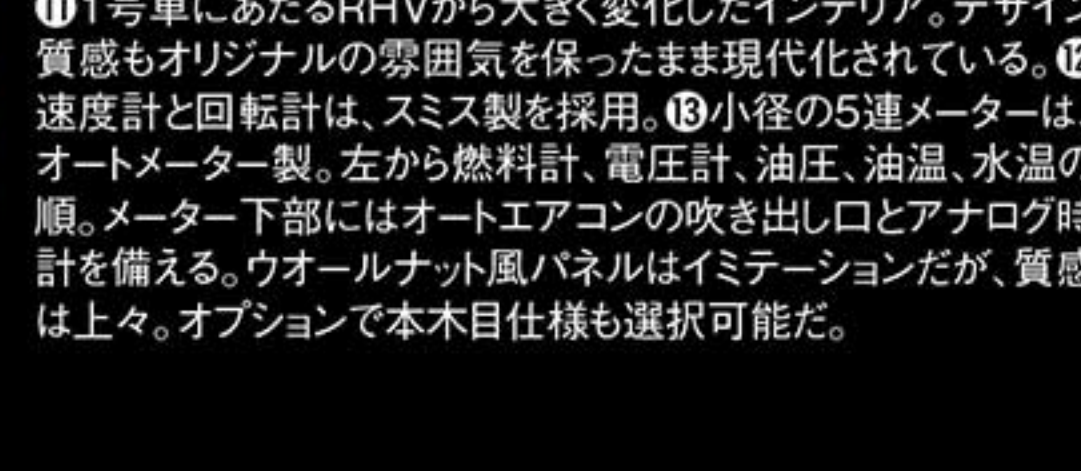 ⓫1号車にあたるRHVから大きく変化したインテリア。デザイン
質感もオリジナルの雰囲気を保ったまま現代化されている。⓬
速度計と回転計は、スミス製を採用。⓭小径の5連メーターは、
オートメーター製。左から燃料計、電圧計、油圧、油温、水温の
順。メーター下部にはオートエアコンの吹き出し口とアナログ時
計を備える。ウオールナット風パネルはイミテーションだが、質感
は上々。オプションで本木目仕様も選択可能だ。